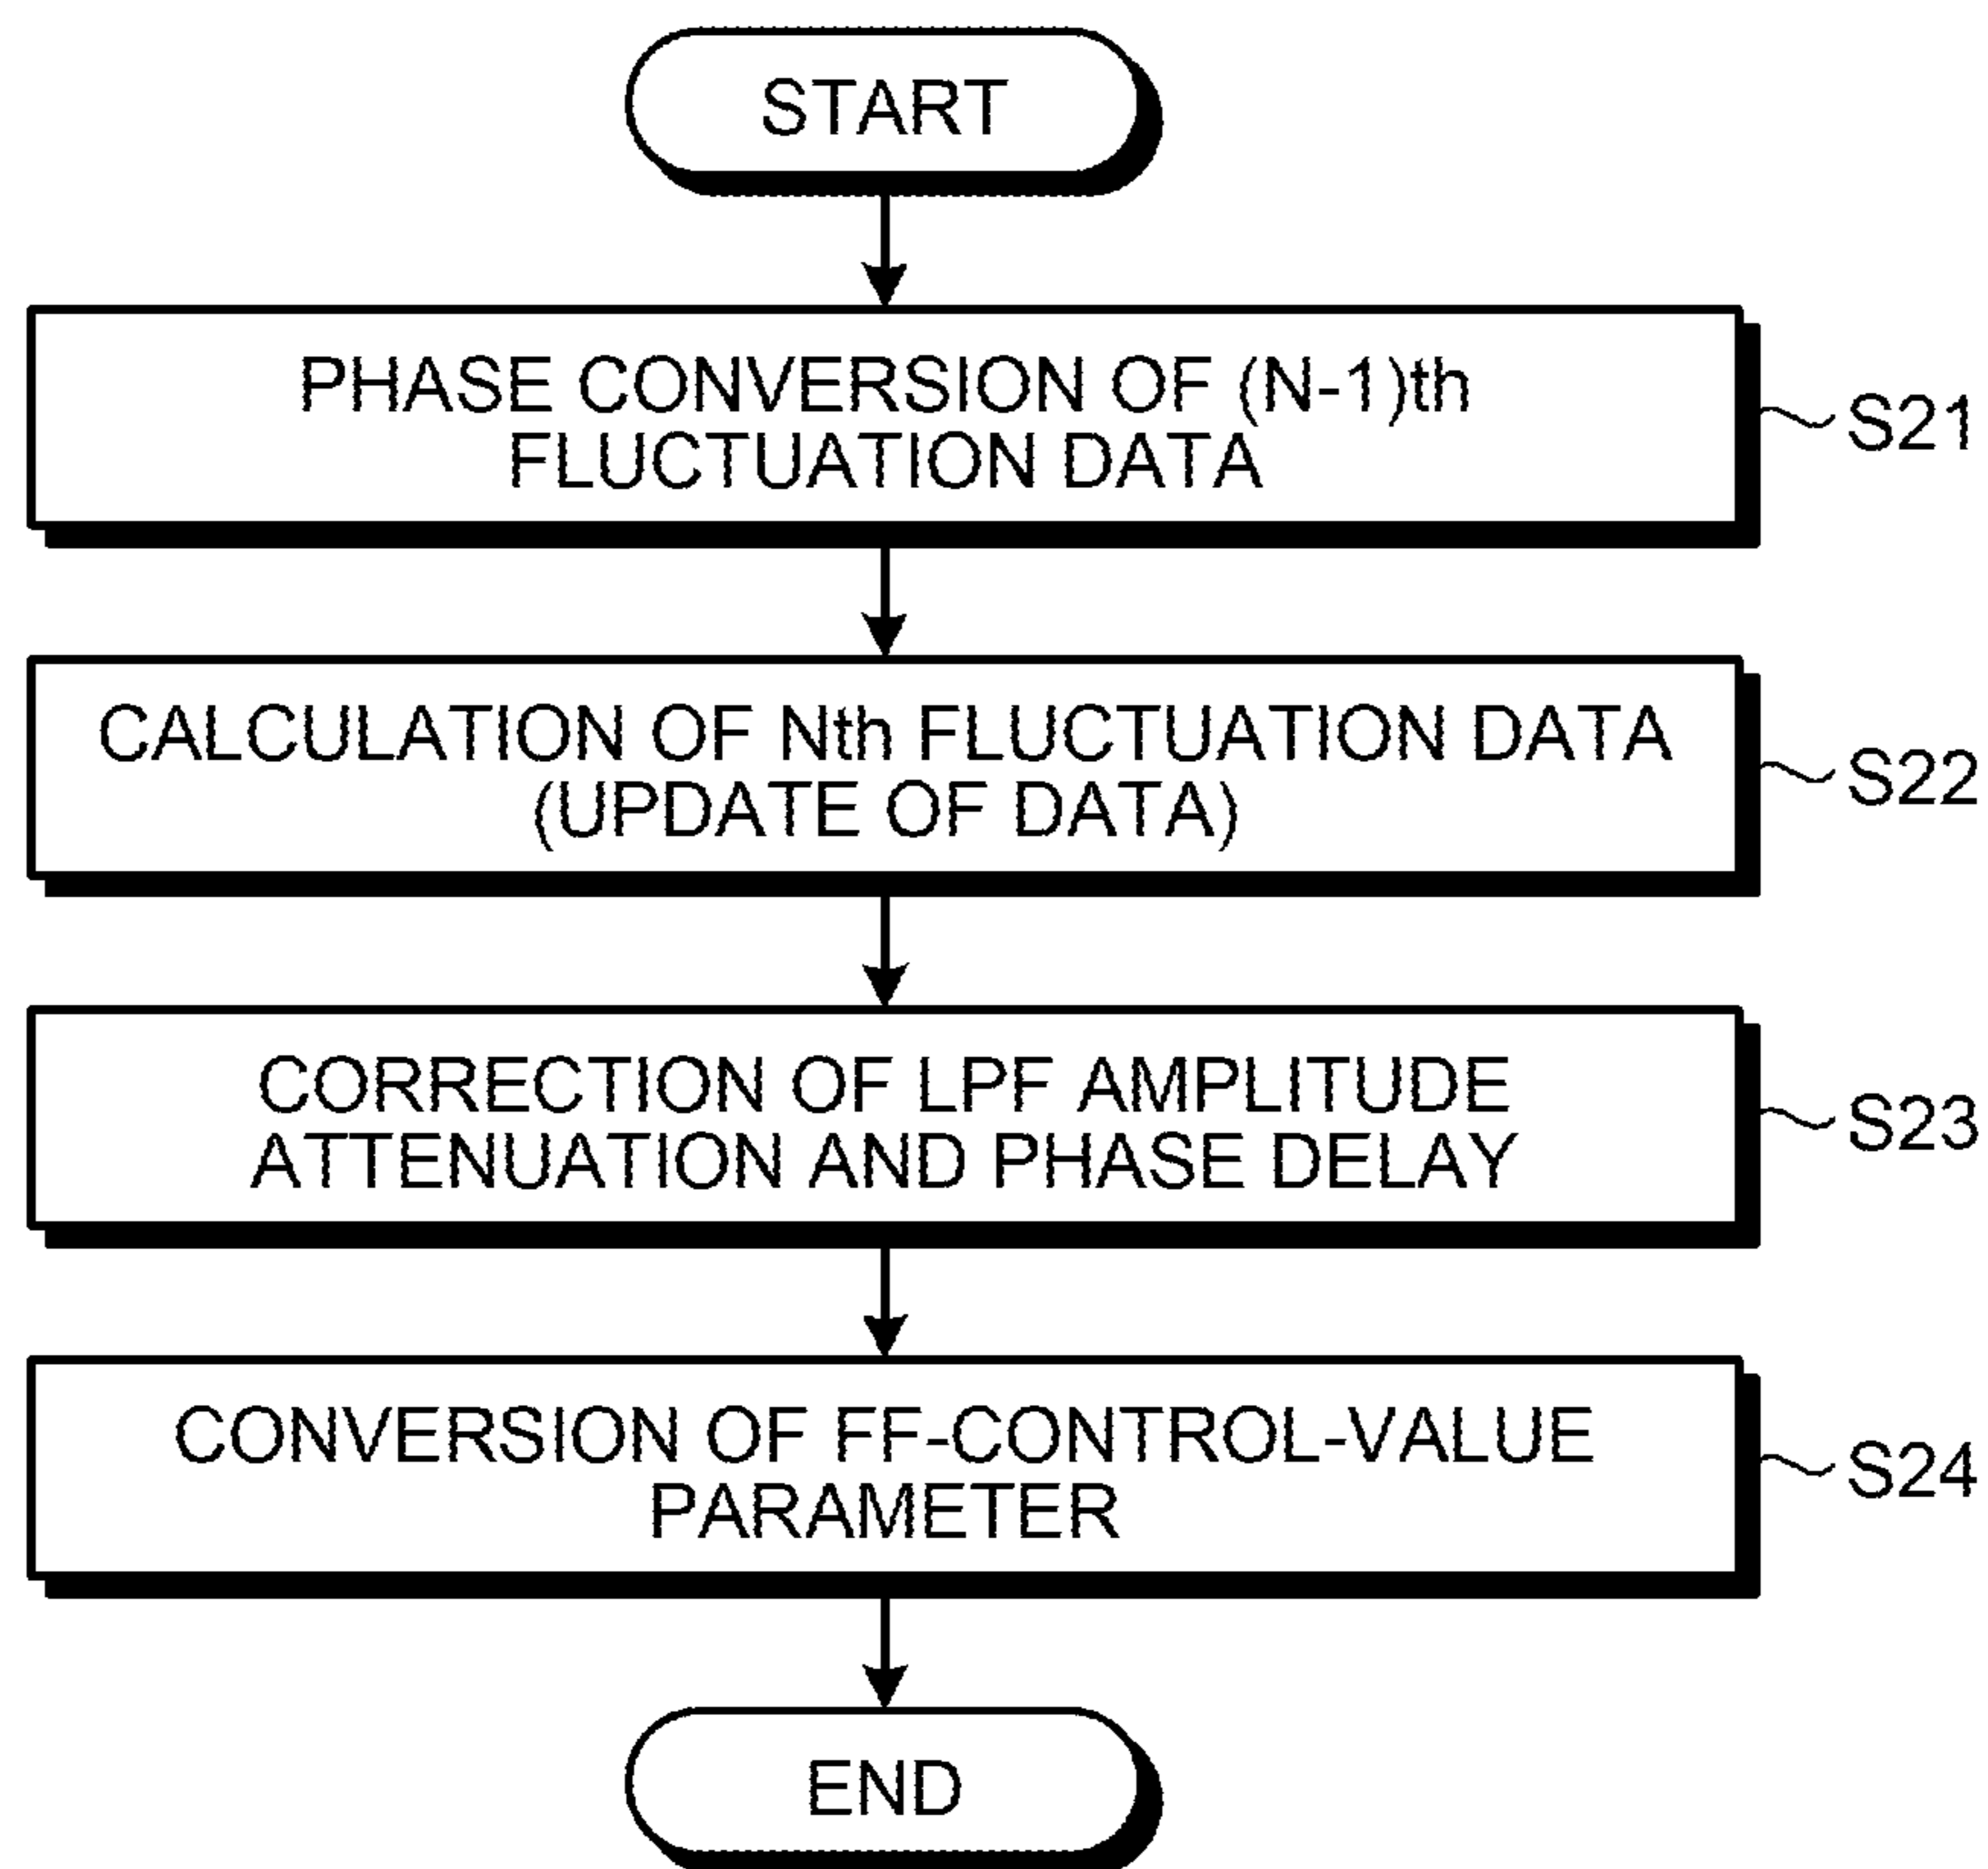 START
PHASE CONVERSION OF (N-1)th
FLUCTUATION DATA
S21
CALCULATION OF Nth FLUCTUATION DATA
(UPDATE OF DATA)
S22
CORRECTION OF LPF AMPLITUDE
ATTENUATION AND PHASE DELAY
S23
CONVERSION OF FF-CONTROL-VALUE
PARAMETER
S24
END